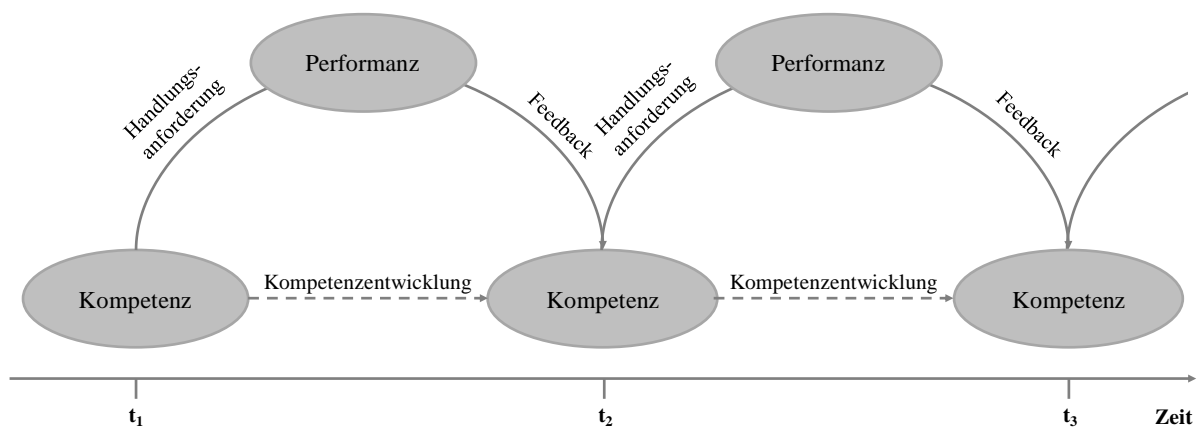 Performanz
Performanz
Handlungs-
anforderung
Feedback
Handlungs-
anforderung
Feedback
Kompetenz
Kompetenzentwicklung
Kompetenz
Kompetenzentwicklung
Kompetenz
t₁
t₂
t₃
Zeit